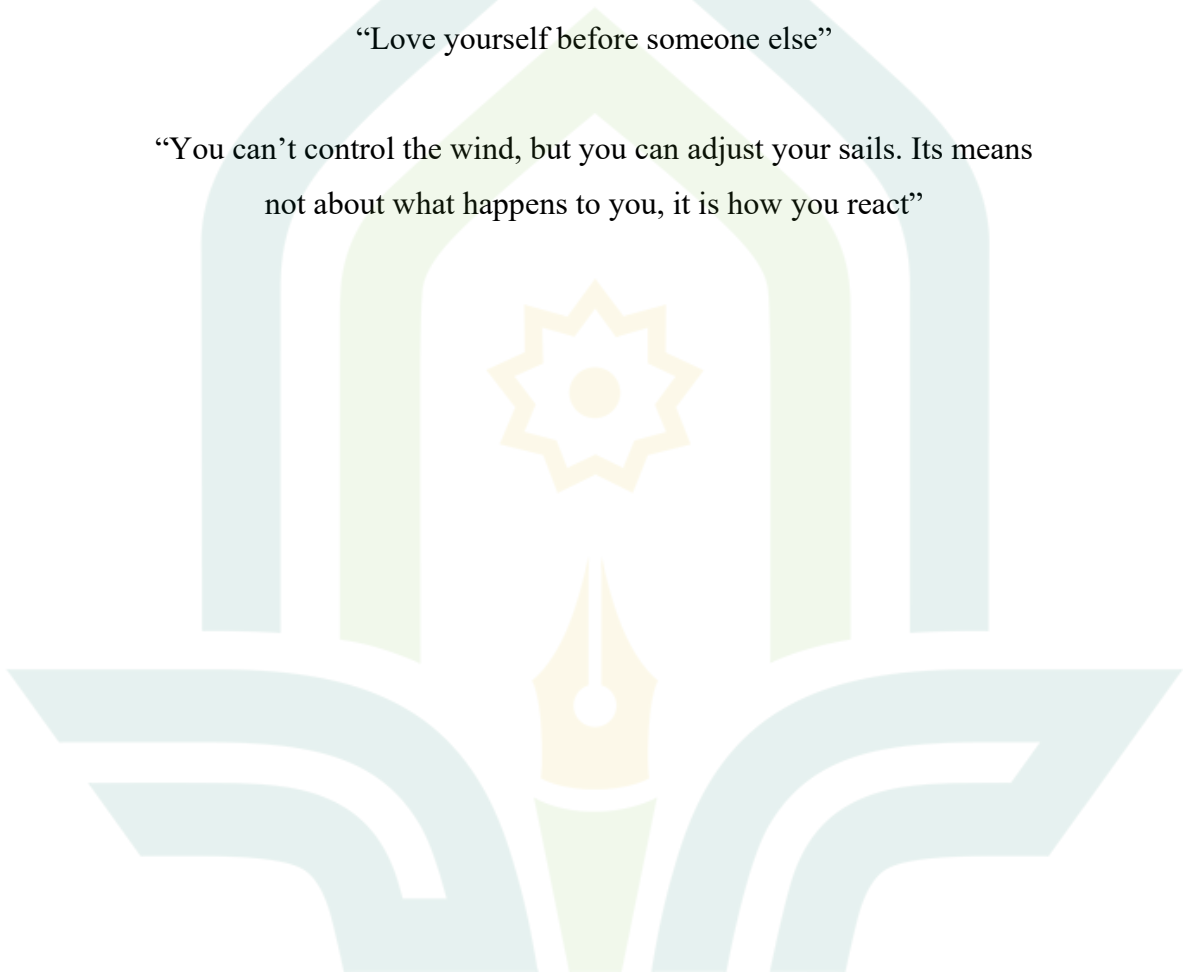 “Love yourself before someone else”
“You can’t control the wind, but you can adjust your sails. Its means
not about what happens to you, it is how you react”